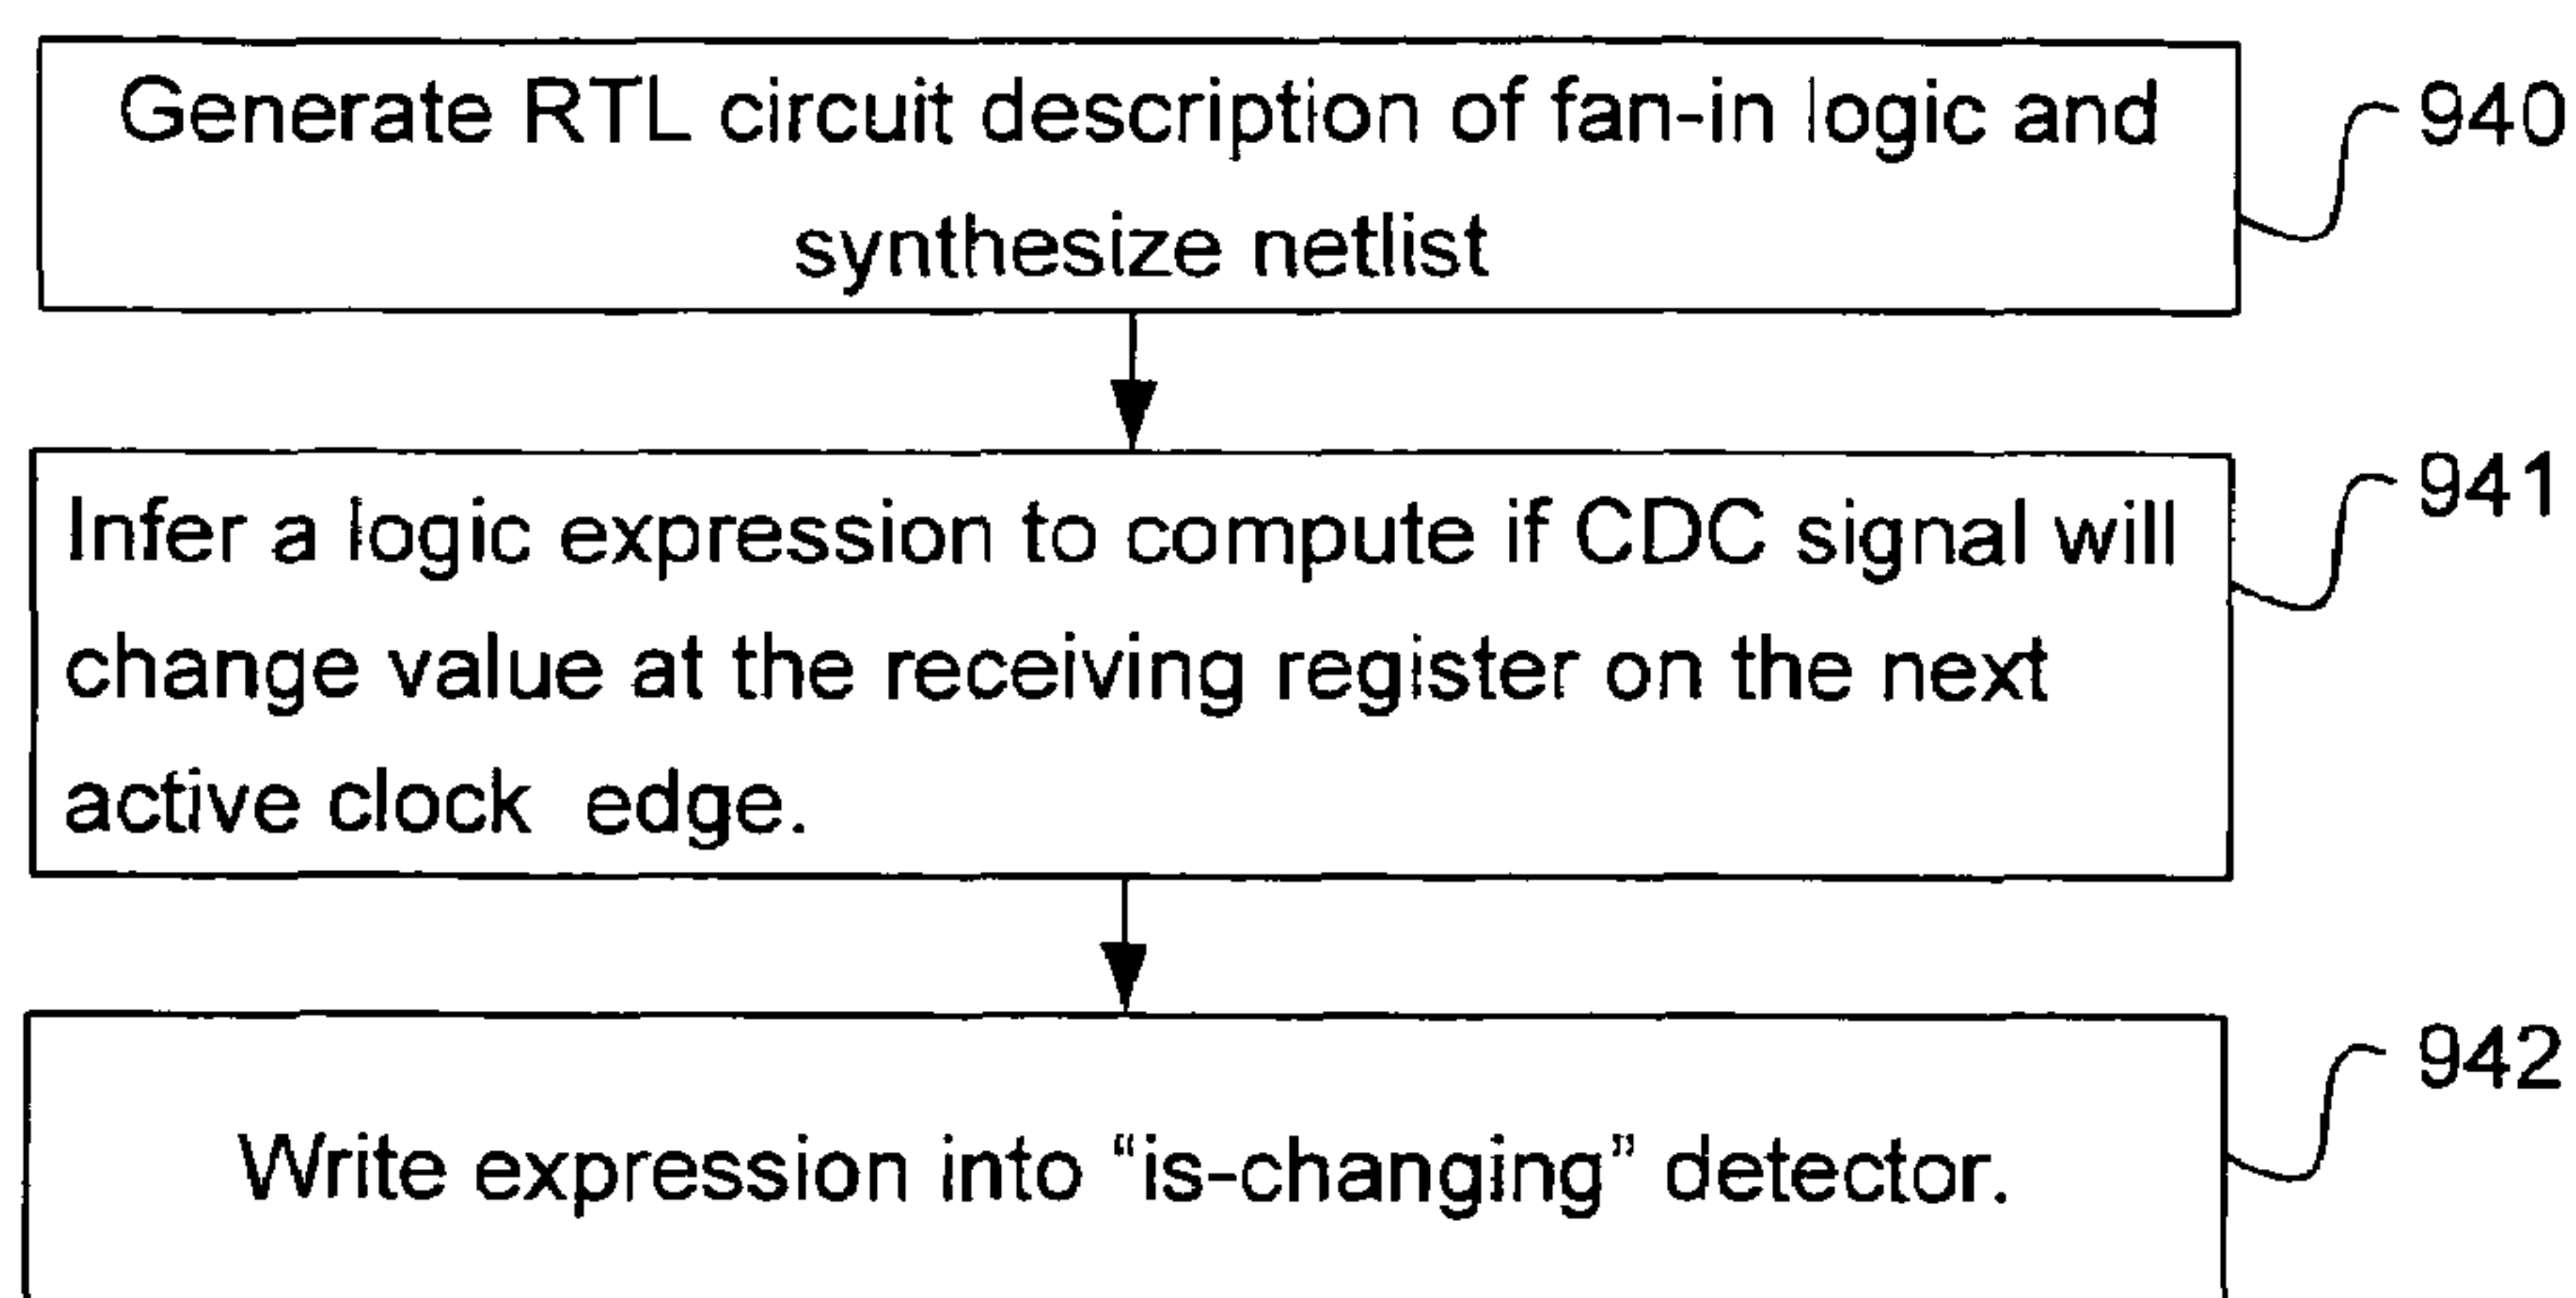 Generate RTL circuit description of fan-in logic and
synthesize netlist
940
Infer a logic expression to compute if CDC signal will
change value at the receiving register on the next
active clock  edge.
941
Write expression into “is-changing” detector.
942